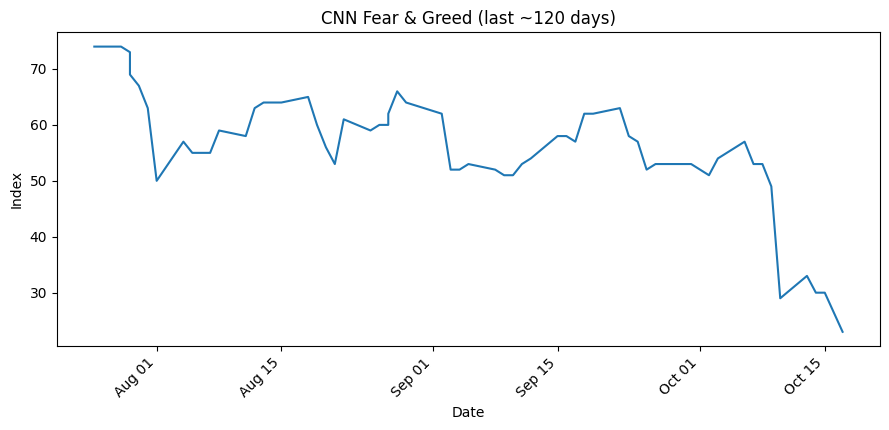 CNN Fear & Greed (last ~120 days)
Index
70
60
50
40
30
Aug 01
Aug 15
Sep 01
Sep 15
Oct 01
Oct 15
Date